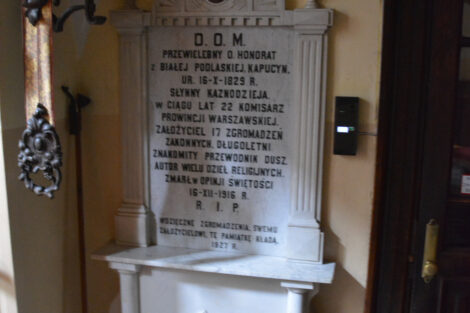 D. O. M.
PRZEWIELEBNY O. HONORAT
z BIAŁEJ PODLASKIEJ, KAPUCYN,
UR. 16-X-1829 R.
SŁYNNY KAZNODZIEJA,
W CIĄGU LAT 22 KOMISARZ
PROWINCJI WARSZAWSKIEJ,
ZAŁOŻYCIEL 17 ZGROMADZEŃ
ZAKONNYCH, DŁUGOLETNI
ZNAKOMITY PRZEWODNIK DUSZ,
AUTOR WIELU DZIEŁ RELIGIJNYCH,
ZMARŁ W OPINJI ŚWIĘTOŚCI
16-XII-1916 R.
R. I. P.
WDZIĘCZNE ZGROMADZENIA, SWEMU
ZAŁOŻYCIELOWI, TĘ PAMIĄTKĘ KŁADĄ.
1927 R.